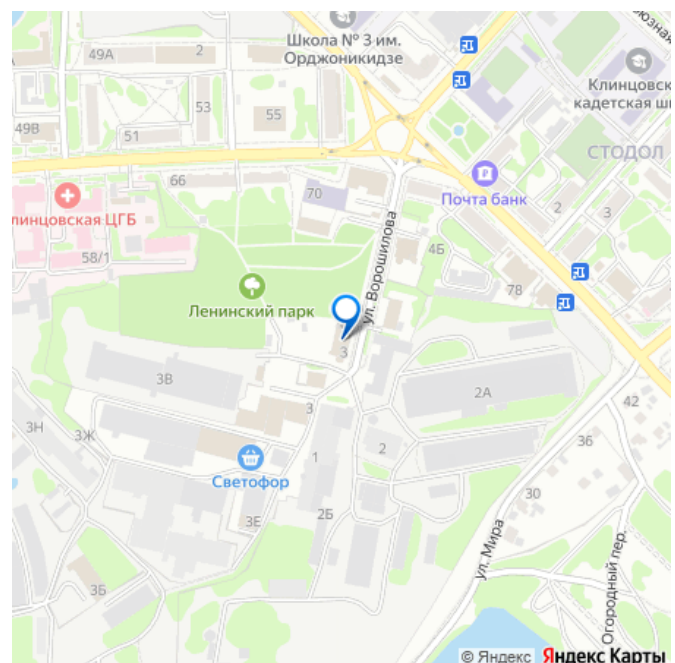 49А
2
Школа № 3 им.
Орджоникидзе
Клинцовск
кадетская ш
53
55
49В
51
СТОДОЛ
66
70
Почта банк
2
3
линцовская ЦГБ
58/1
ул. Ворошилова
4Б
78
Ленинский парк
3
3В
2А
42
3
3Н
3Ж
1
2
36
Светофор
30
3Е
2Б
ул. Мира
Огородный пер.
3Б
© Яндекс Яндекс Карты